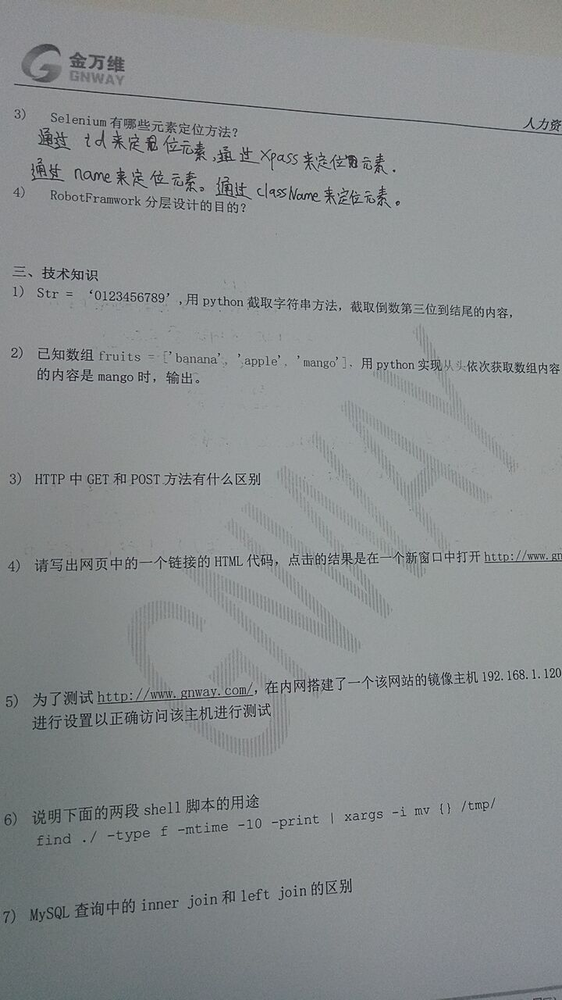 金万维
GNWAY
人力资
3) Selenium 有哪些元素定位方法？
通过 id 来定位元素,通过 xpass 来定位元素.
通过 name 来定位元素。通过 className 来定位元素。
4) RobotFramwork 分层设计的目的？
三、技术知识
1) Str = ‘0123456789’,用 python 截取字符串方法，截取倒数第三位到结尾的内容，
2) 已知数组 fruits = ['banana', 'apple', 'mango']、用 python 实现从头依次获取数组内容
的内容是 mango 时，输出。
3) HTTP 中 GET 和 POST 方法有什么区别
4) 请写出网页中的一个链接的 HTML 代码，点击的结果是在一个新窗口中打开 http://www.gn
5) 为了测试 http://www.gnway.com/，在内网搭建了一个该网站的镜像主机 192.168.1.120
进行设置以正确访问该主机进行测试
6) 说明下面的两段 shell 脚本的用途
find ./ -type f -mtime -10 -print | xargs -i mv {} /tmp/
7) MySQL 查询中的 inner join 和 left join 的区别
GNWAY